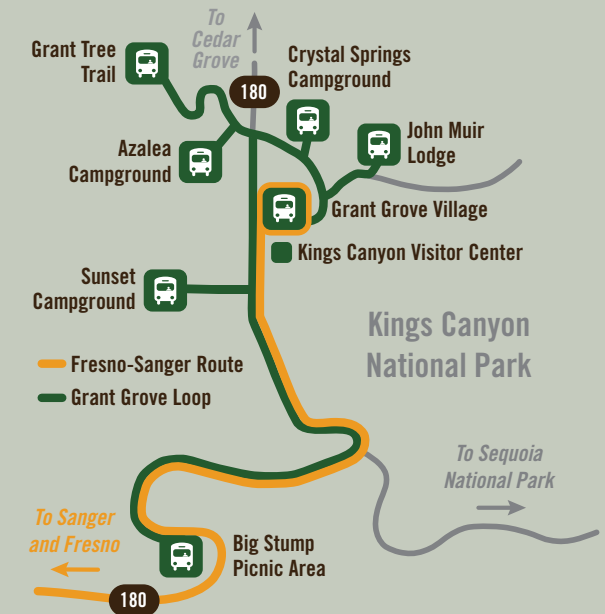 To
Cedar
Grove
Grant Tree
Trail
180
Crystal Springs
Campground
Azalea
Campground
John Muir
Lodge
Grant Grove Village
Kings Canyon Visitor Center
Sunset
Campground
Kings Canyon
National Park
Fresno-Sanger Route
Grant Grove Loop
To Sequoia
National Park
To Sanger
and Fresno
Big Stump
Picnic Area
180